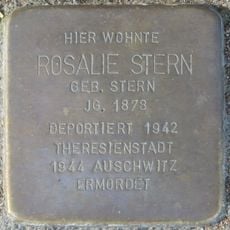 HIER WOHNTE
ROSALIE STERN
GEB. STERN
JG. 1878
DEPORTIERT 1942
THERESIENSTADT
1944 AUSCHWITZ
ERMORDET